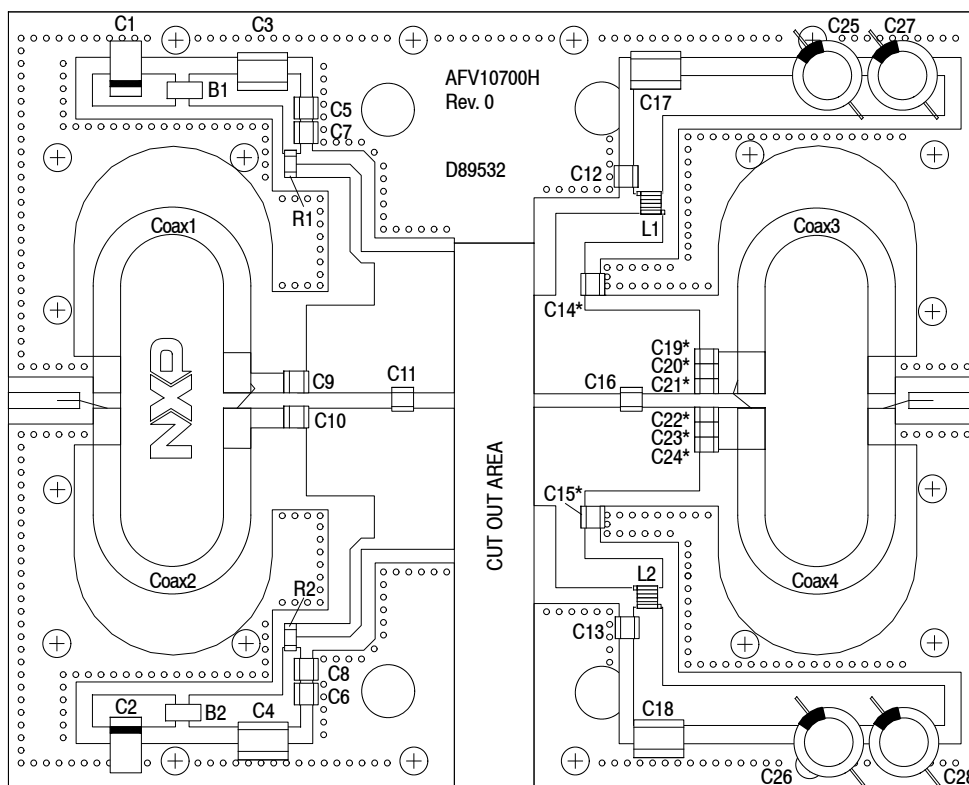 C1
C3
C25
C27
AFV10700H
Rev. 0
B1
C17
C5
C7
D89532
C12
R1
L1
Coax1
Coax3
C14*
NXP
C19*
C20*
C21*
C9
C11
C16
C10
C22*
C23*
C24*
CUT OUT AREA
C15*
Coax2
Coax4
L2
R2
C13
C8
C6
C2
B2
C4
C18
C26
C28